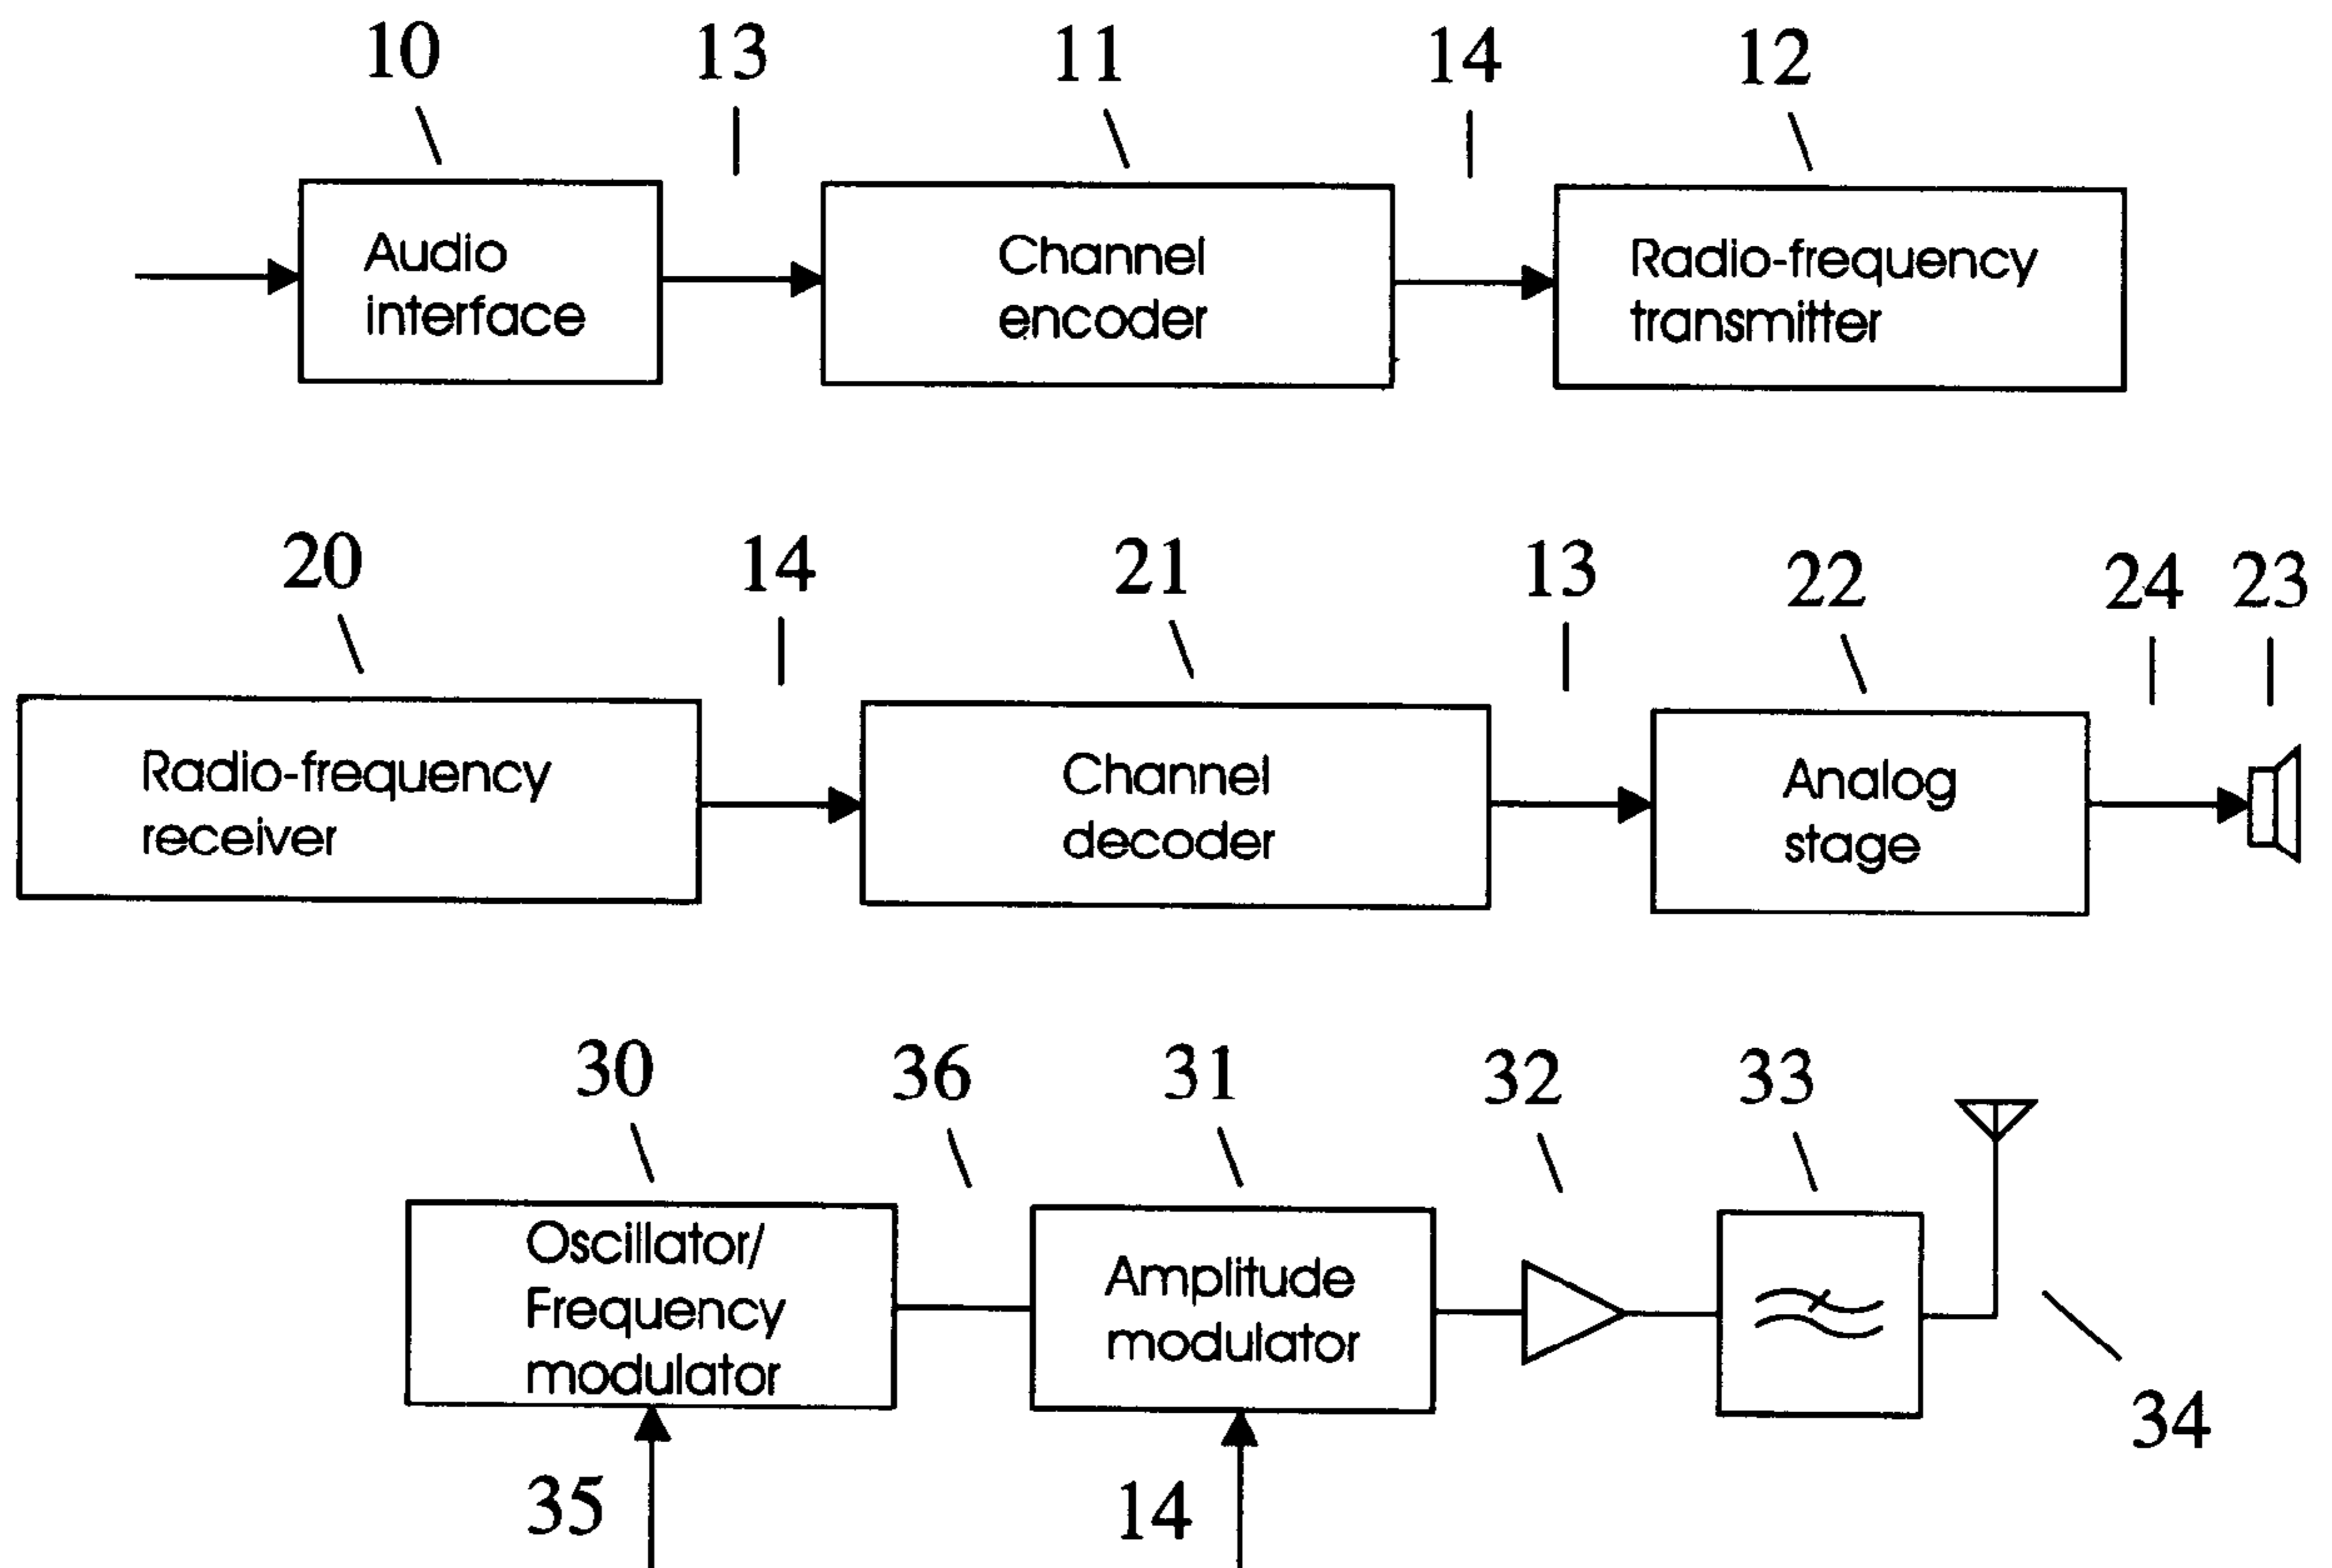 10 13 11 14 12
Audio
interface
Channel
encoder
Radio-frequency
transmitter
20 14 21 13 22 24 23
Radio-frequency
receiver
Channel
decoder
Analog
stage
30 36 31 32 33
Oscillator/
Frequency
modulator
Amplitude
modulator
34
35 14